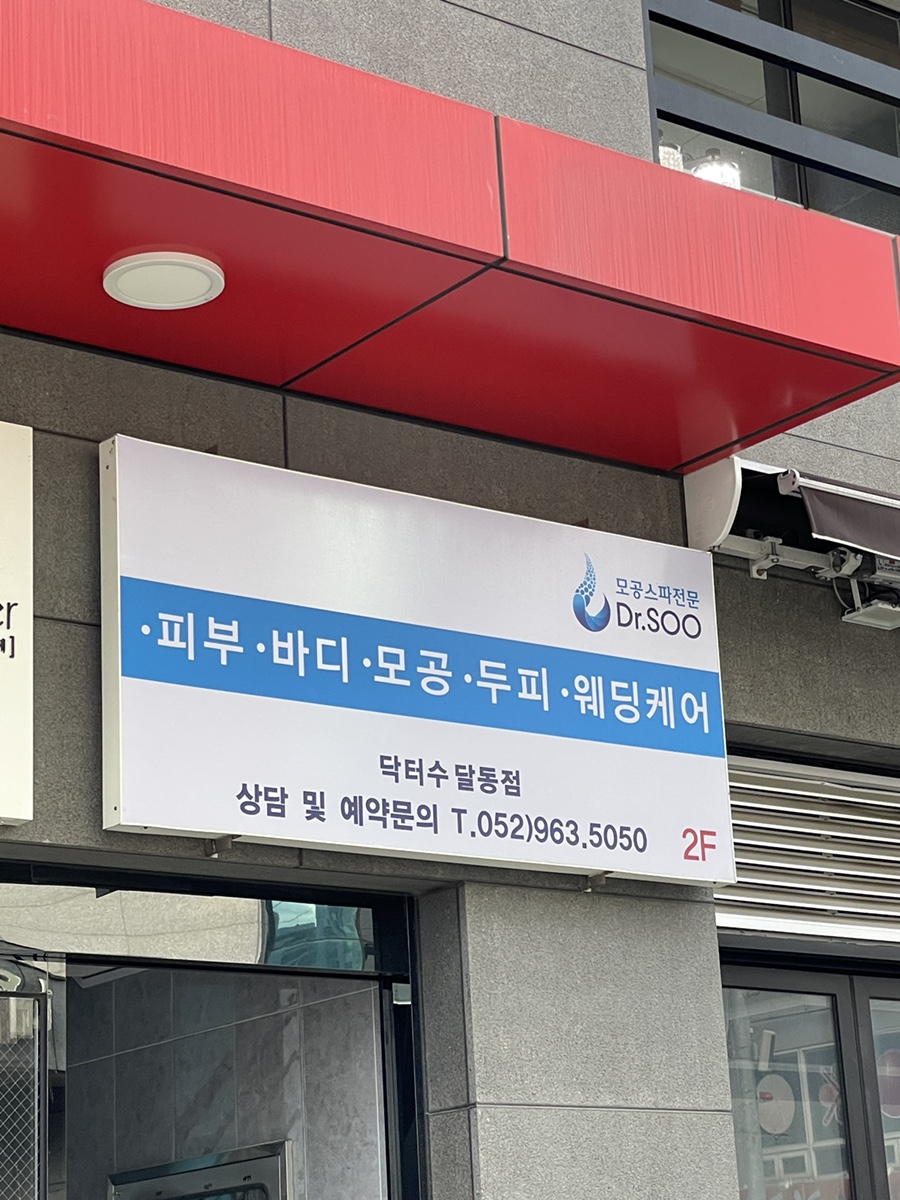 모공스파전문
Dr.SOO
·피부·바디·모공·두피·웨딩케어
닥터수 달동점
상담 및 예약문의 T.052)963.5050
2F